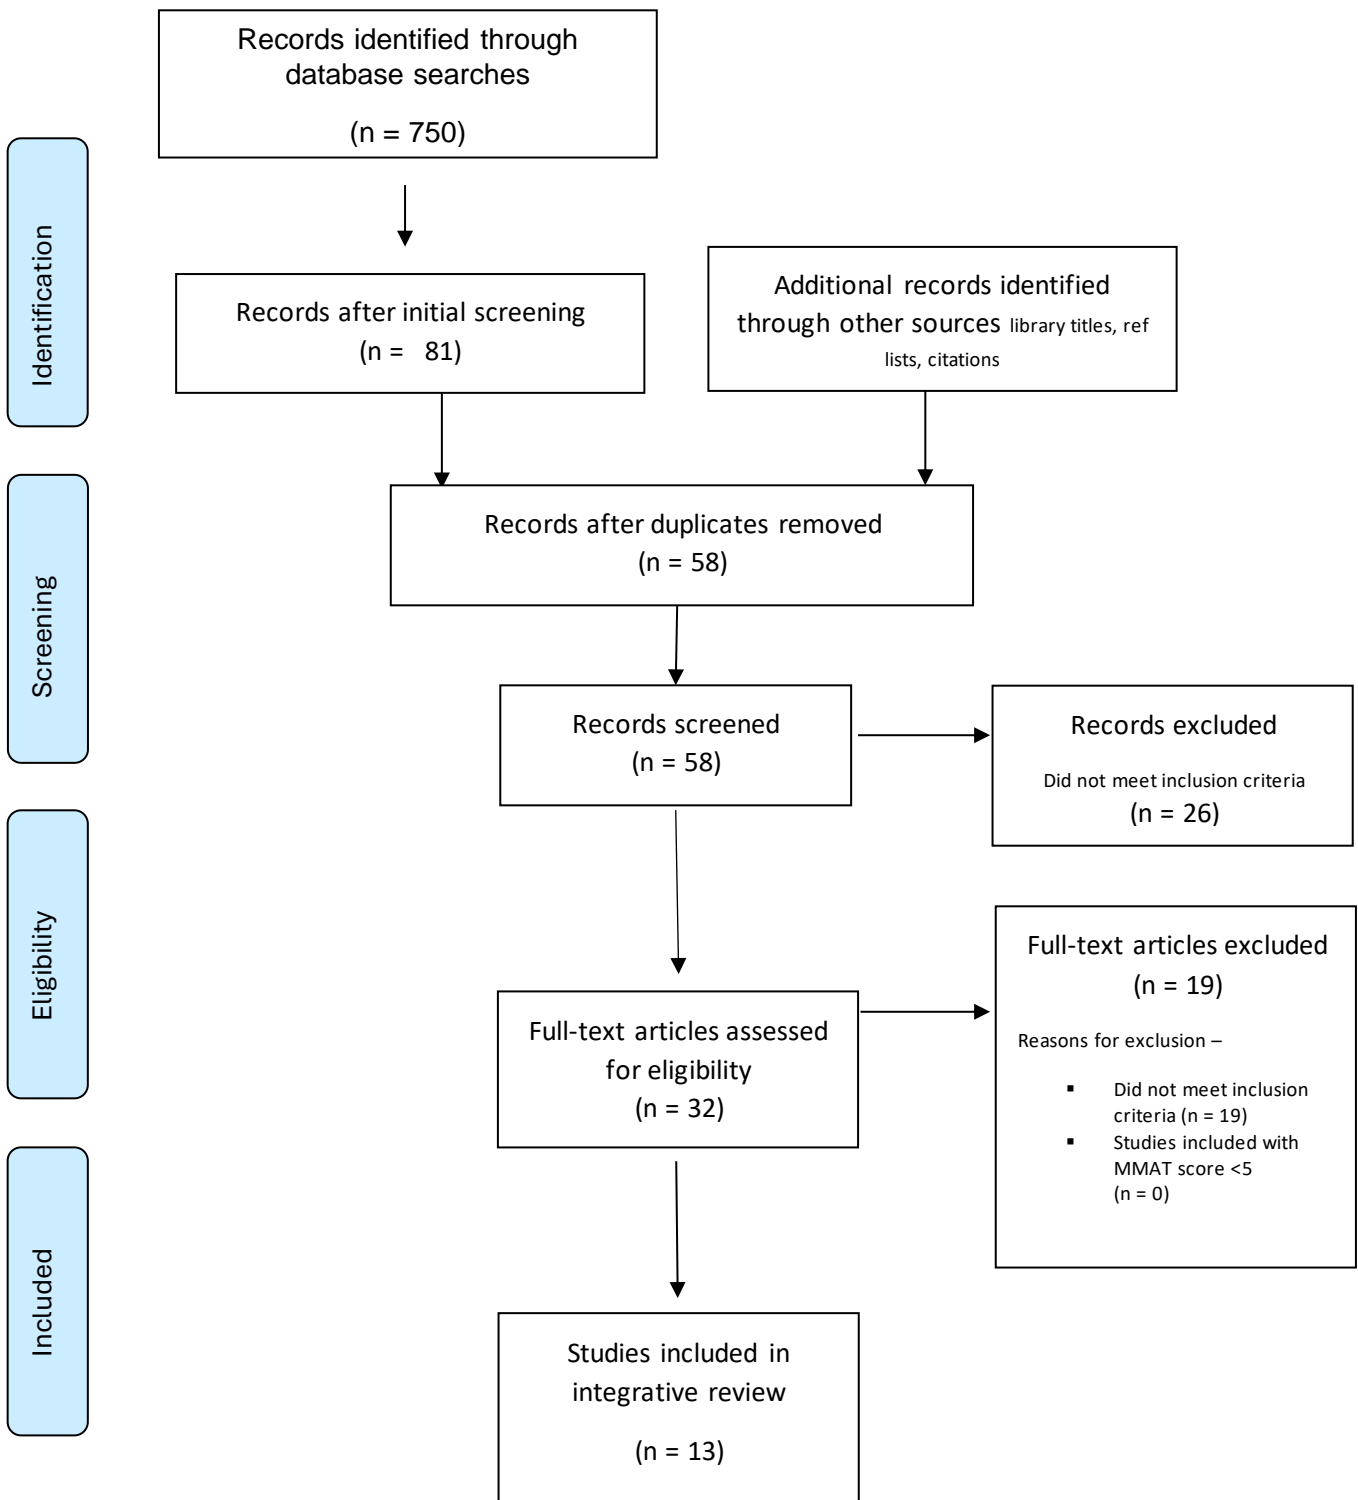 Records identified through
database searches
(n = 750)
Identification
Records after initial screening
(n = 81)
Additional records identified
through other sources library titles, ref
lists, citations
Screening
Records after duplicates removed
(n = 58)
Records screened
(n = 58)
Records excluded
Did not meet inclusion criteria
(n = 26)
Eligibility
Full-text articles assessed
for eligibility
(n = 32)
Full-text articles excluded
(n = 19)
Reasons for exclusion –
▪ Did not meet inclusion
criteria (n = 19)
▪ Studies included with
MMAT score <5
(n = 0)
Included
Studies included in
integrative review
(n = 13)